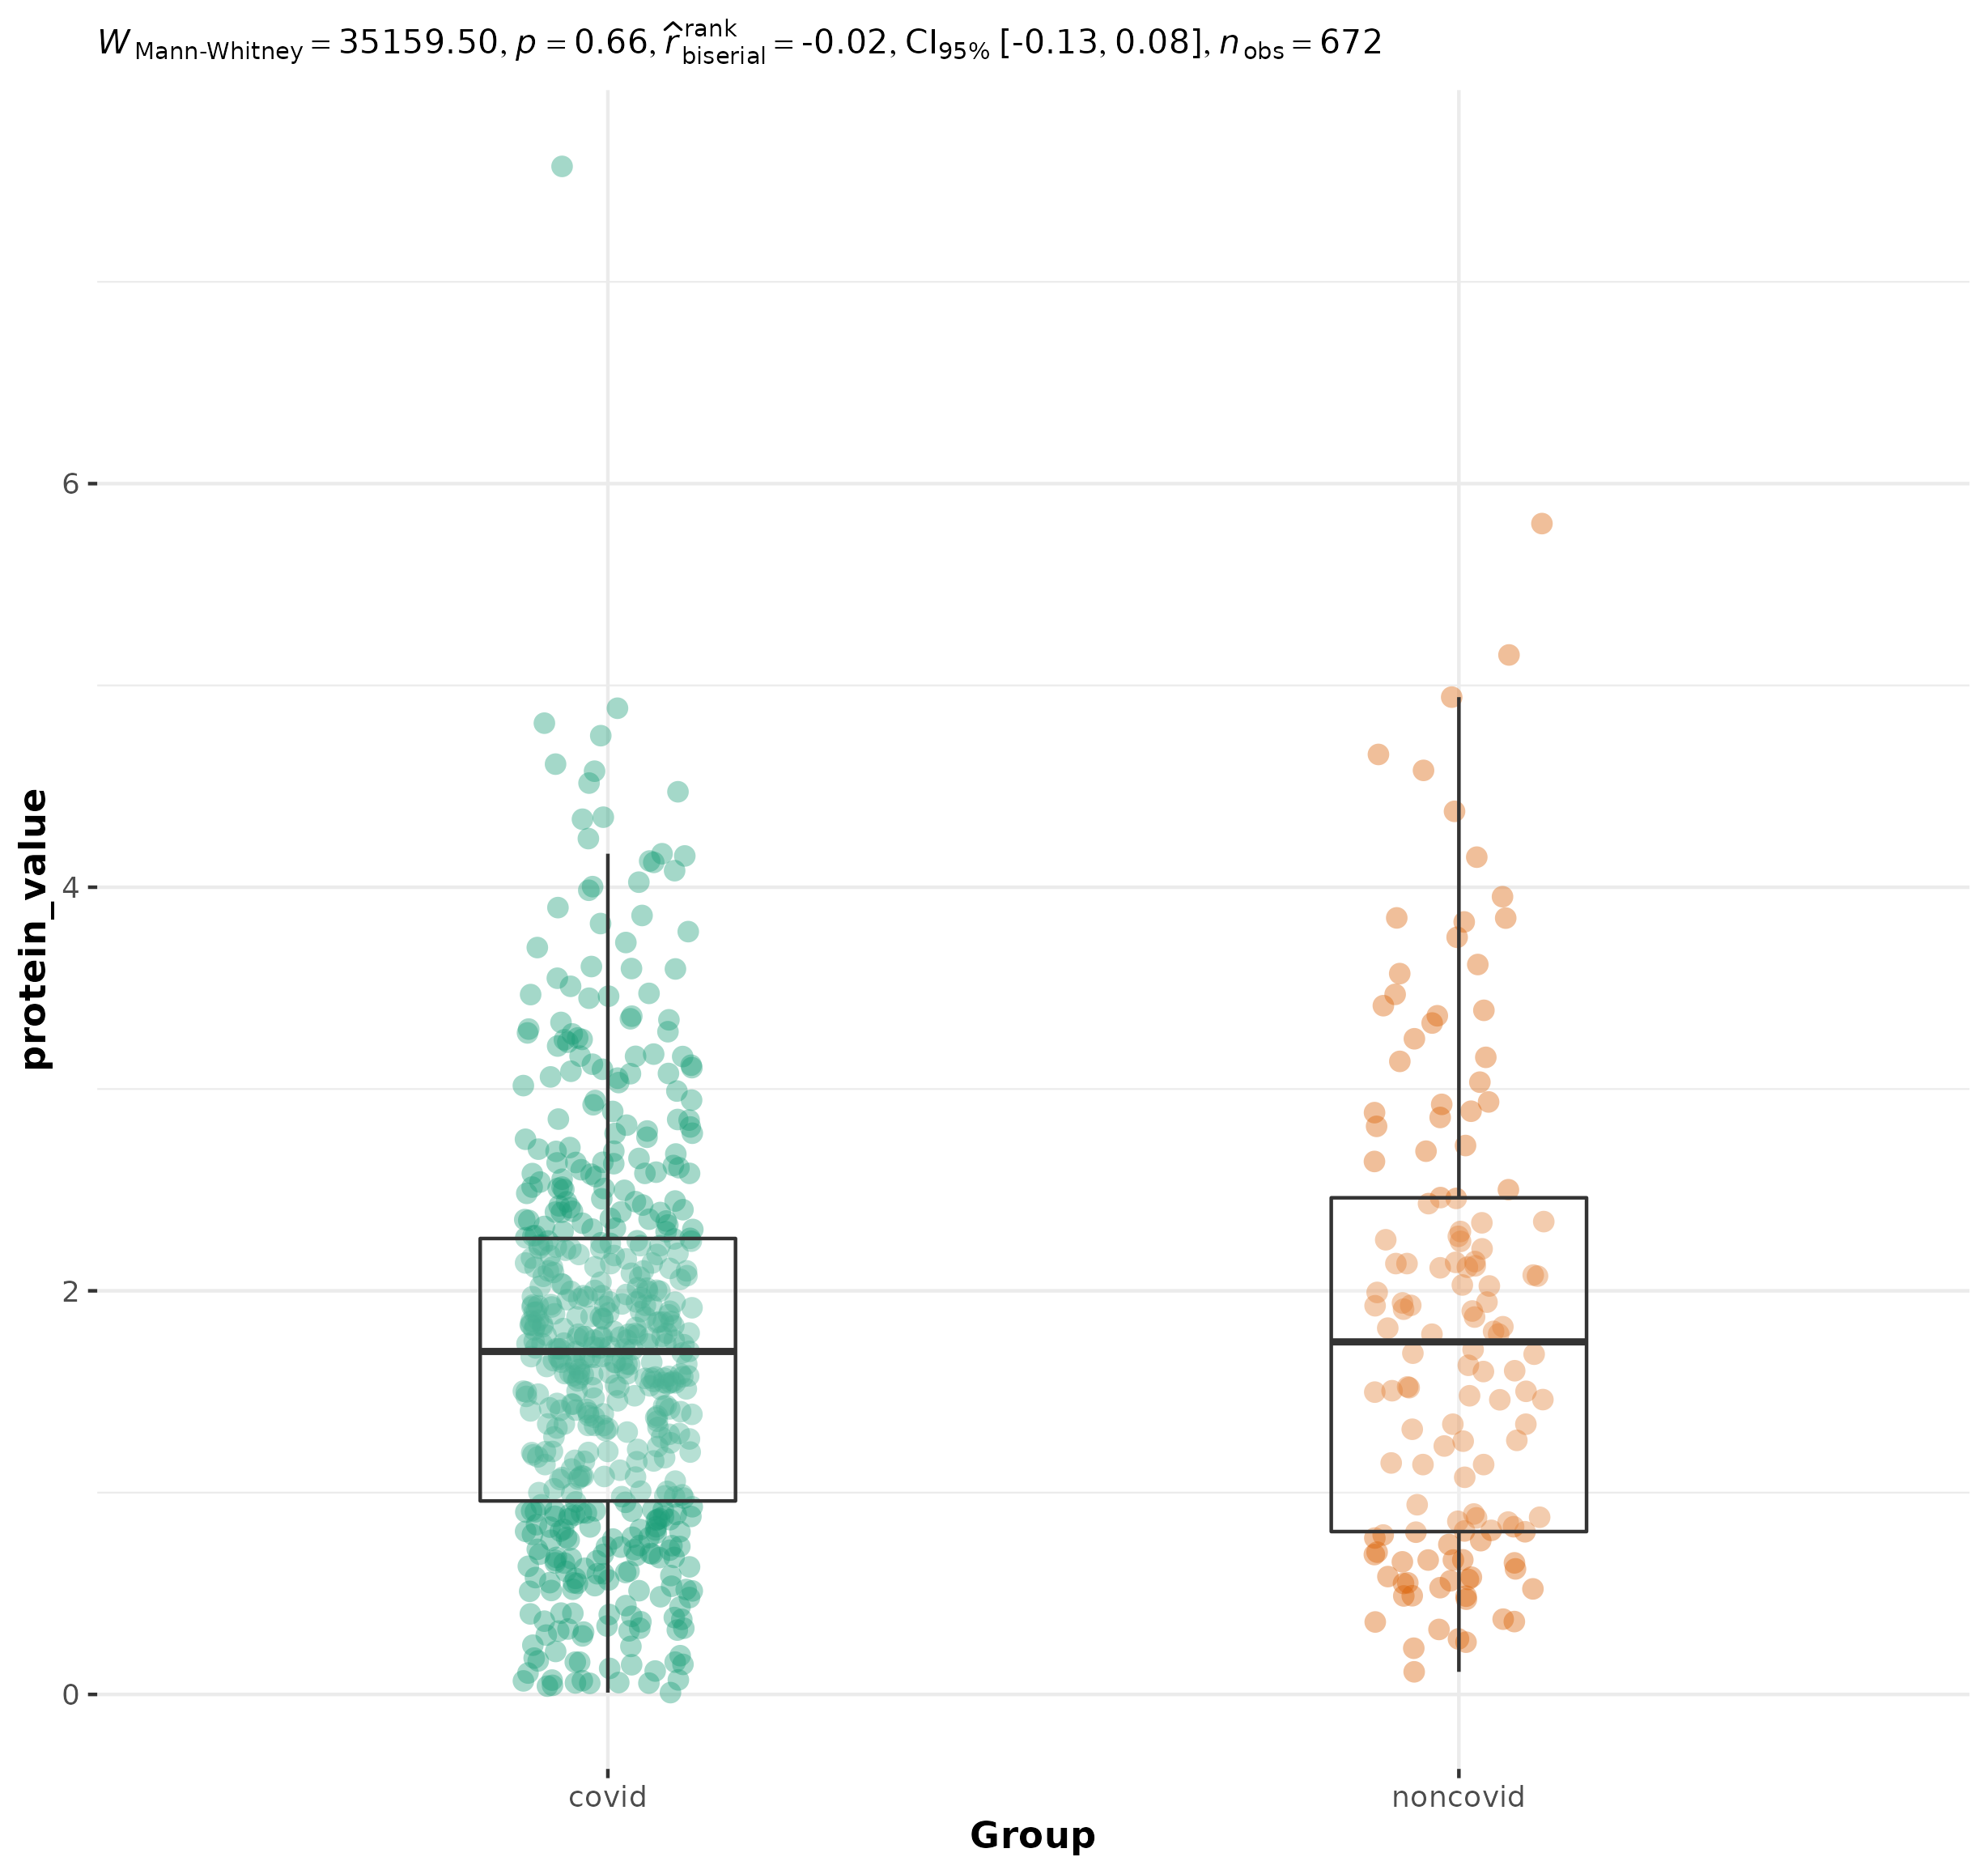 W Mann-Whitney = 35159.50, p = 0.66, r̂ rank biserial = -0.02, CI95% [-0.13, 0.08], n obs = 672
6
4
2
0
protein_value
covid noncovid
Group